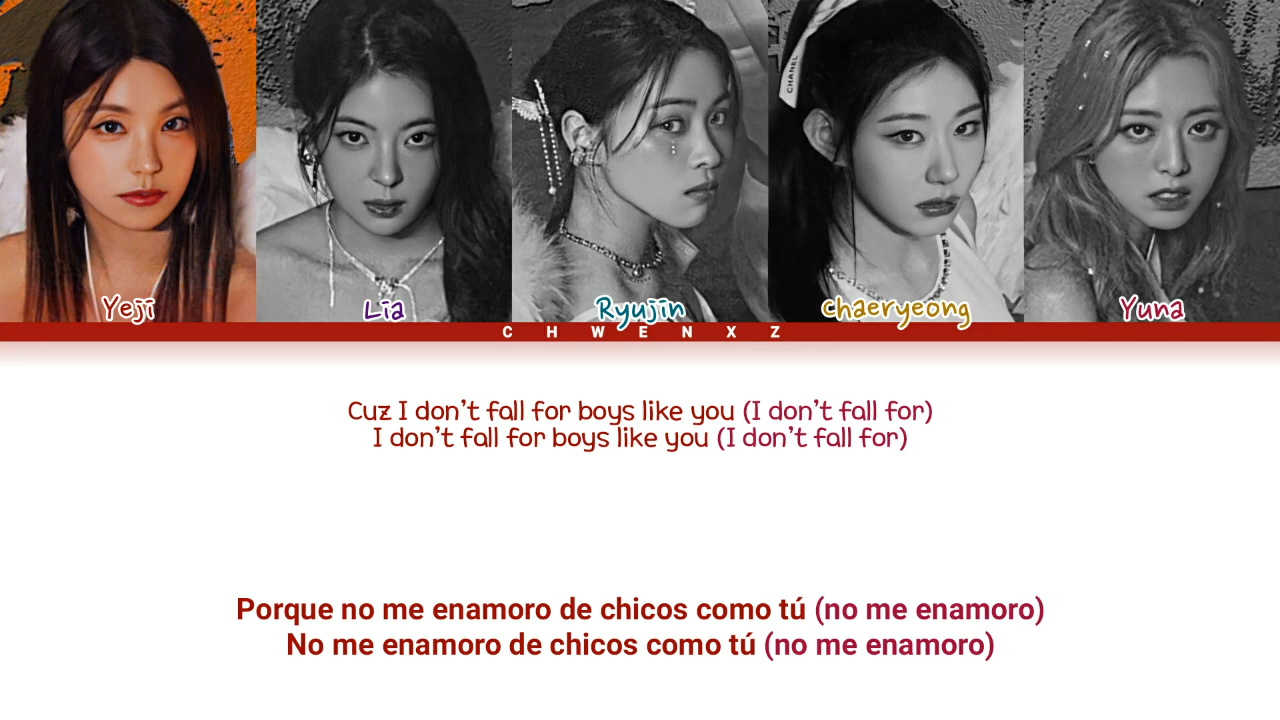 CHANEL
Yeji Lia Ryujin chaeryeong Yuna
C H W E N X Z
Cuz I don't fall for boys like you (I don't fall for)
I don't fall for boys like you (I don't fall for)
Porque no me enamoro de chicos como tú (no me enamoro)
No me enamoro de chicos como tú (no me enamoro)